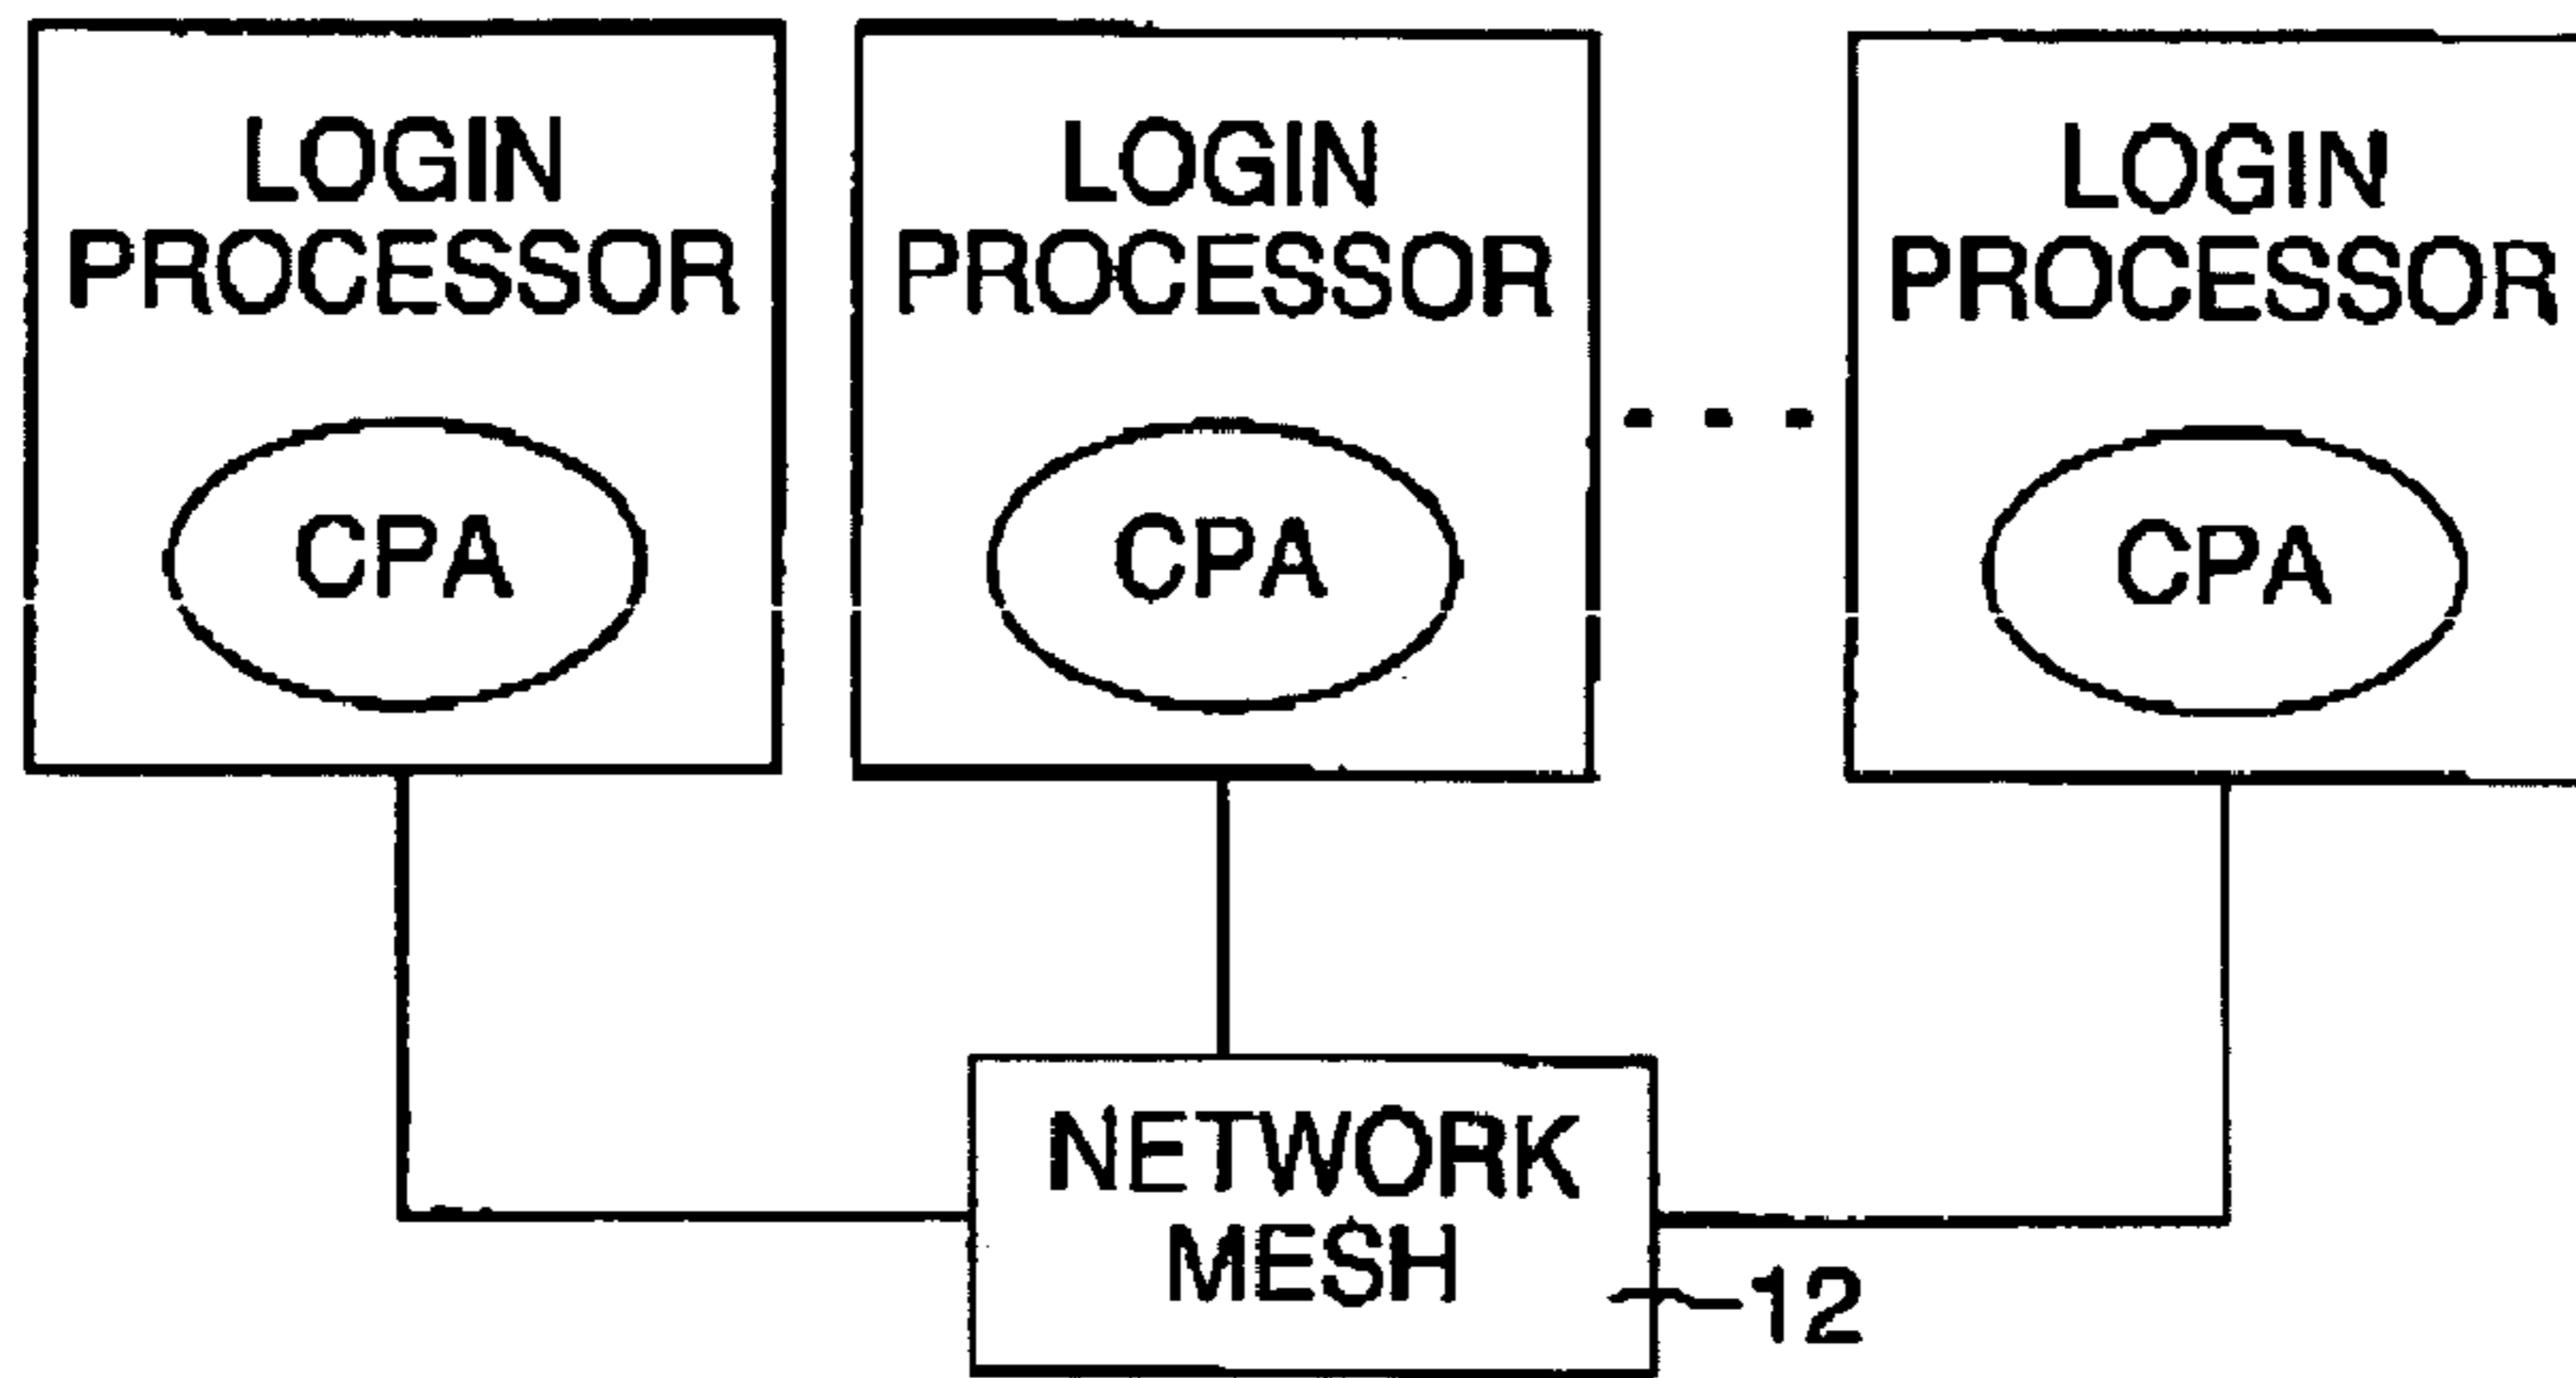 LOGIN
PROCESSOR
CPA
LOGIN
PROCESSOR
CPA
LOGIN
PROCESSOR
CPA
NETWORK
MESH
12